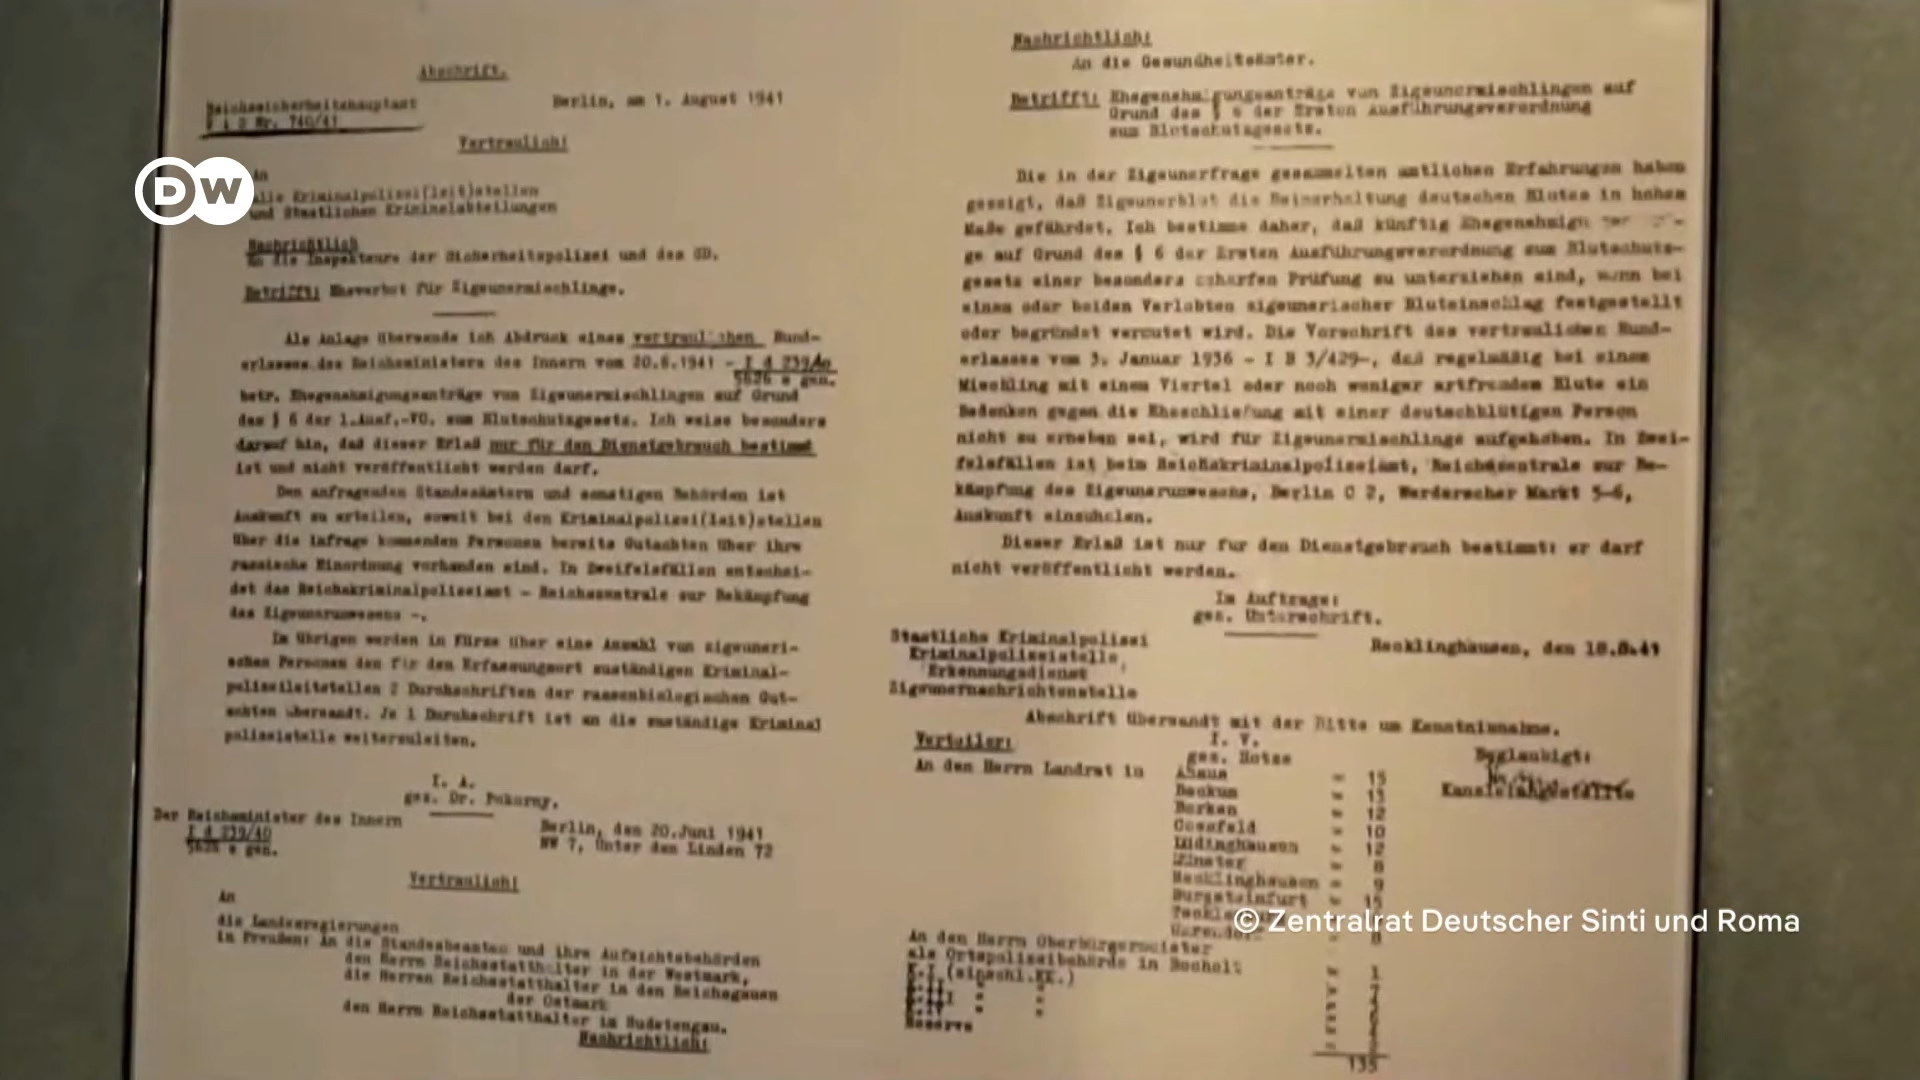 Abschrift.
Reichssicherheitshauptamt
Berlin, am 1. August 1941
Nr. 740/41
Vertraulich!
DW
An
alle Kriminalpolizei(leit)stellen
und Staatlichen Kriminalabteilungen
Nachrichtlich
An die Inspekteure der Sicherheitspolizei und des SD.
Betrifft: Eheverbot für Zigeunermischlinge.
Als Anlage übersende ich Abdruck eines vertraulichen Rund-
erlasses des Reichsministers des Innern vom 20.6.1941 - I d 239/40
5626 e gen.
betr. Ehegenehmigungsanträge von Zigeunermischlingen auf Grund
des § 6 der 1.Ausf.-VO. zum Blutschutzgesetz. Ich weise besonders
darauf hin, daß dieser Erlaß nur für den Dienstgebrauch bestimmt
ist und nicht veröffentlicht werden darf.
Den anfragenden Standesämtern und sonstigen Behörden ist
Auskunft zu erteilen, soweit bei den Kriminalpolizei(leit)stellen
über die infrage kommenden Personen bereits Gutachten über ihre
rassische Einordnung vorhanden sind. In Zweifelsfällen entschei-
det das Reichskriminalpolizeiamt - Reichszentrale zur Bekämpfung
des Zigeunerunwesens -.
Im übrigen werden in Kürze über eine Anzahl von zigeuneri-
schen Personen den für den Erfassungsort zuständigen Kriminal-
polizeileitstellen 2 Durchschriften der rassenbiologischen Gut-
achten übersandt. Je 1 Durchschrift ist an die zuständige Kriminal
polizeistelle weiterzuleiten.
I. A.
gez. Dr. Pokorny.
Der Reichsminister des Innern
I d 239/40
5626 e gen.
Berlin, den 20.Juni 1941
NW 7, Unter den Linden 72
Vertraulich!
An
die Landesregierungen
in Preußen: An die Standesbeamten und ihre Aufsichtsbehörden
den Herrn Reichsstatthalter in der Westmark,
die Herren Reichsstatthalter in den Reichsgauen
der Ostmark
den Herrn Reichsstatthalter im Sudetengau.
Nachrichtlich:
Nachrichtlich:
An die Gesundheitsämter.
Betrifft: Ehegenehmigungsanträge von Zigeunermischlingen auf
Grund des § 6 der Ersten Ausführungsverordnung
zum Blutschutzgesetz.
Die in der Zigeunerfrage gesammelten amtlichen Erfahrungen haben
gezeigt, daß Zigeunerblut die Reinerhaltung deutschen Blutes in hohem
Maße gefährdet. Ich bestimme daher, daß künftig
ge auf Grund des § 6 der Ersten Ausführungsverordnung zum Blutschutz-
gesetz einer besonders scharfen Prüfung zu unterziehen sind, wenn bei
einem oder beiden Verlobten zigeunerischer Bluteinschlag festgestellt
oder begründet vermutet wird. Die Vorschrift des vertraulichen Rund-
erlasses vom 3. Januar 1936 - I B 3/429-, daß regelmäßig bei einem
Mischling mit einem Viertel oder noch weniger artfremdem Blute ein
Bedenken gegen die Eheschließung mit einer deutschblütigen Person
nicht zu erheben sei, wird für Zigeunermischlinge aufgehoben. In Zwei-
felsfällen ist beim Reichskriminalpolizeiamt, Reichszentrale zur Be-
kämpfung des Zigeunerunwesens, Berlin C 2, Werderscher Markt 5-6,
Auskunft einzuholen.
Dieser Erlaß ist nur für den Dienstgebrauch bestimmt; er darf
nicht veröffentlicht werden.
Im Auftrage:
gez. Unterschrift.
Staatliche Kriminalpolizei
Kriminalpolizeistelle
Erkennungsdienst
Zigeunernachrichtenstelle
Recklinghausen, den 18.8.41
Abschrift übersandt mit der Bitte um Kenntnisnahme.
Verteiler:
I. V.
gez. Hotze
Beglaubigt:
Kanzleiangestellte
An den Herrn Landrat in
Ahaus = 15
Beckum = 13
Borken = 12
Coesfeld = 10
Lüdinghausen = 12
Münster = 8
Recklinghausen = 9
Burgsteinfurt = 15
© Zentralrat Deutscher Sinti und Roma
An den Herrn Oberbürgermeister
als Ortspolizeibehörde in Bocholt = 1
K.I. (einschl.KK.)
Reserve
135